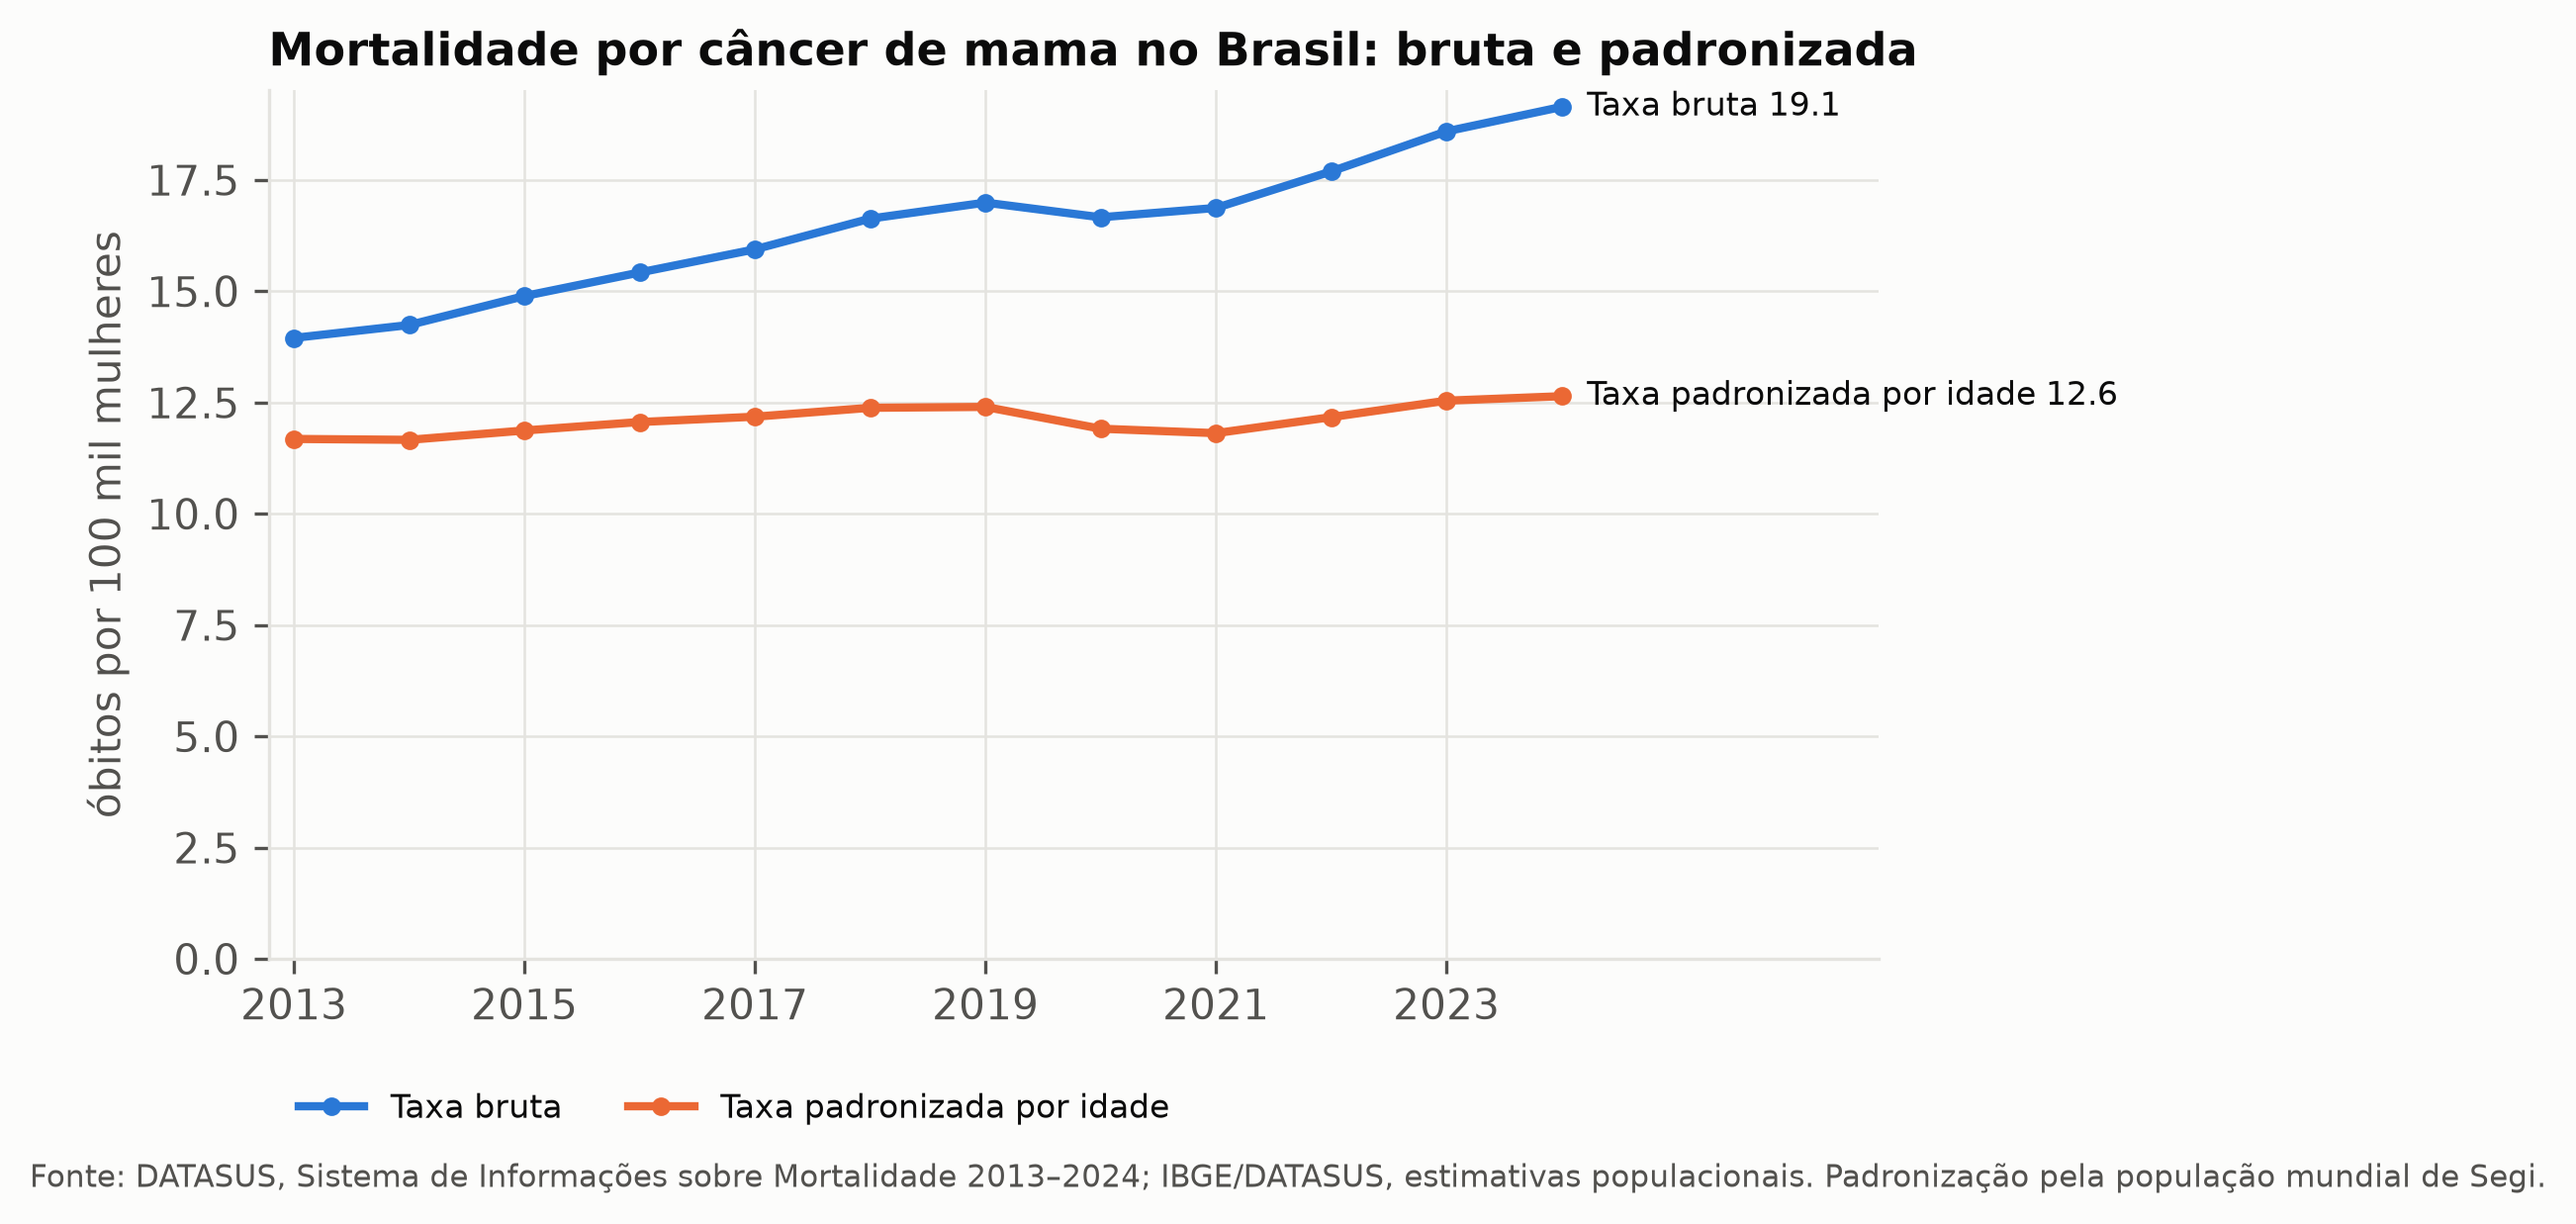 Mortalidade por câncer de mama no Brasil: bruta e padronizada
óbitos por 100 mil mulheres
17.5
15.0
12.5
10.0
7.5
5.0
2.5
0.0
Taxa bruta 19.1
Taxa padronizada por idade 12.6
2013 2015 2017 2019 2021 2023
Taxa bruta Taxa padronizada por idade
Fonte: DATASUS, Sistema de Informações sobre Mortalidade 2013–2024; IBGE/DATASUS, estimativas populacionais. Padronização pela população mundial de Segi.